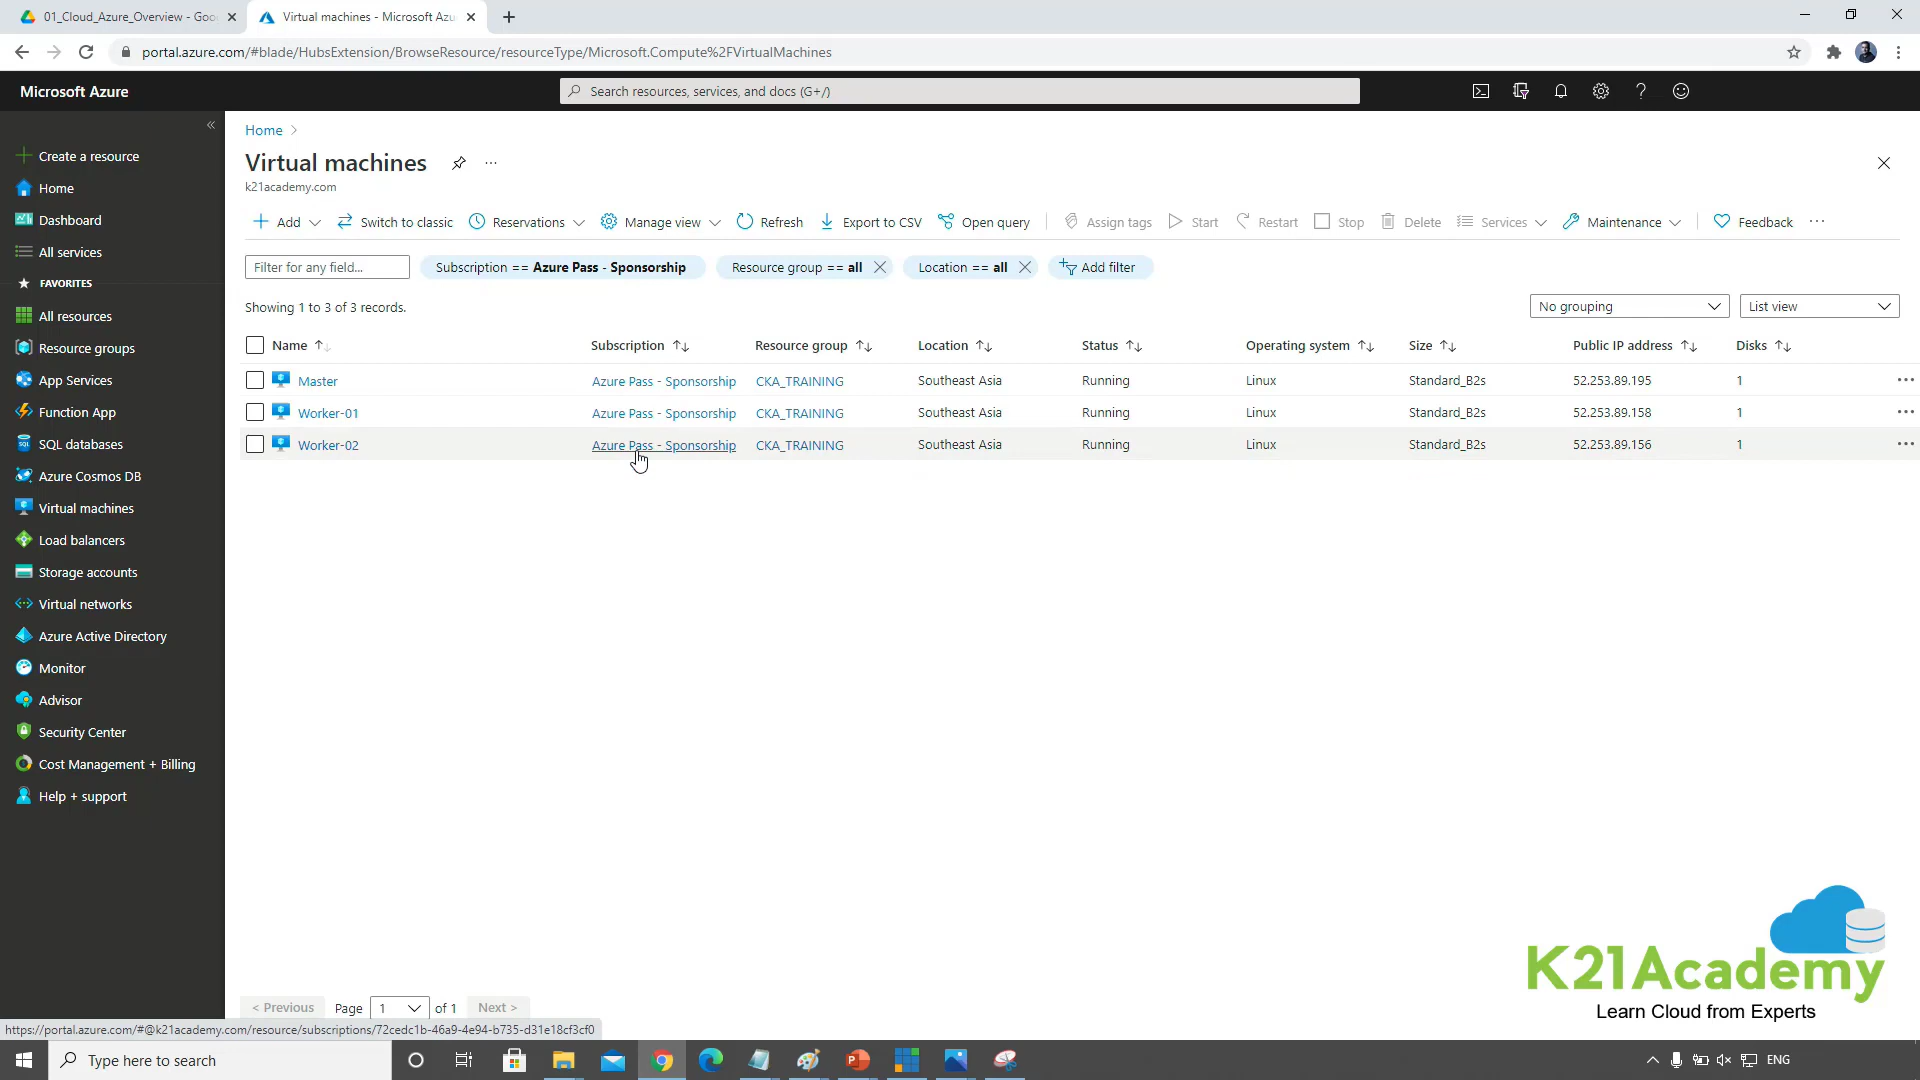 01_Cloud_Azure_Overview - Goo
Virtual machines - Microsoft Azu
portal.azure.com/#blade/HubsExtension/BrowseResource/resourceType/Microsoft.Compute%2FVirtualMachines
Microsoft Azure
Search resources, services, and docs (G+/)
Create a resource
Home
Dashboard
All services
FAVORITES
All resources
Resource groups
App Services
Function App
SQL databases
Azure Cosmos DB
Virtual machines
Load balancers
Storage accounts
Virtual networks
Azure Active Directory
Monitor
Advisor
Security Center
Cost Management + Billing
Help + support
Home
Virtual machines
k21academy.com
Add Switch to classic Reservations Manage view Refresh Export to CSV Open query Assign tags Start Restart Stop Delete Services Maintenance Feedback
Filter for any field... Subscription == Azure Pass - Sponsorship Resource group == all Location == all Add filter
Showing 1 to 3 of 3 records.
No grouping List view
Name Subscription Resource group Location Status Operating system Size Public IP address Disks
Master Azure Pass - Sponsorship CKA_TRAINING Southeast Asia Running Linux Standard_B2s 52.253.89.195 1
Worker-01 Azure Pass - Sponsorship CKA_TRAINING Southeast Asia Running Linux Standard_B2s 52.253.89.158 1
Worker-02 Azure Pass - Sponsorship CKA_TRAINING Southeast Asia Running Linux Standard_B2s 52.253.89.156 1
K21Academy
Learn Cloud from Experts
< Previous Page 1 of 1 Next >
https://portal.azure.com/#@k21academy.com/resource/subscriptions/72cedc1b-46a9-4e94-b735-d31e18cf3cf0
Type here to search
ENG